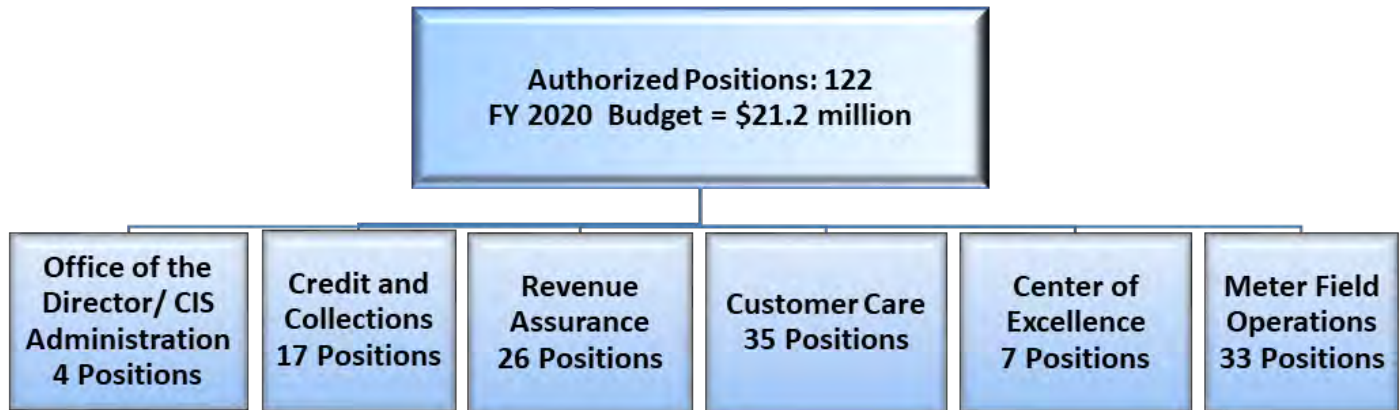 Authorized Positions: 122
FY 2020 Budget = $21.2 million
Office of the
Director/ CIS
Administration
4 Positions
Credit and
Collections
17 Positions
Revenue
Assurance
26 Positions
Customer Care
35 Positions
Center of
Excellence
7 Positions
Meter Field
Operations
33 Positions